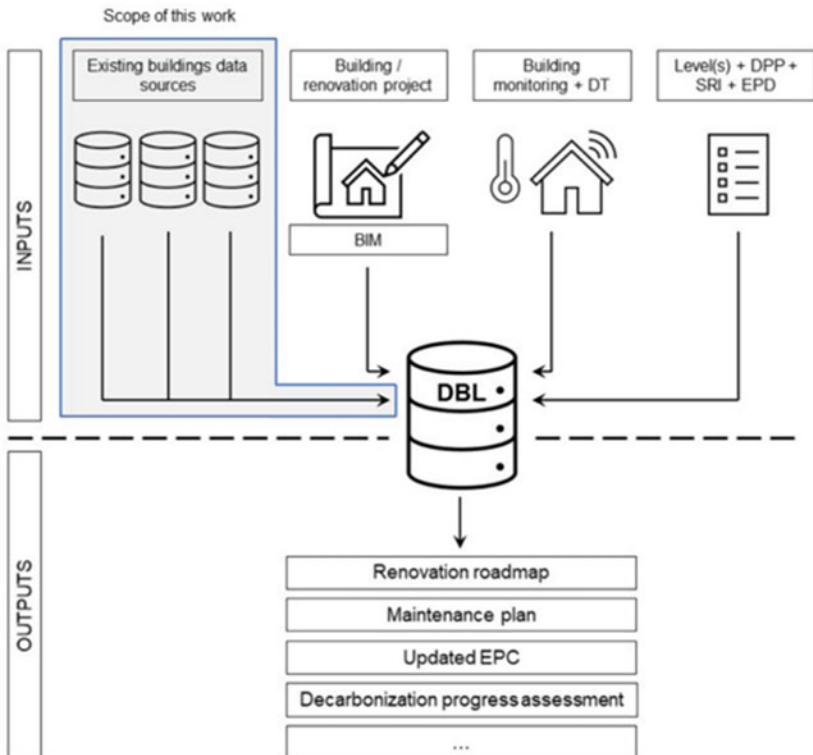 Scope of this work
Existing buildings data
sources
Building /
renovation project
Building
monitoring + DT
Level(s) + DPP +
SRI + EPD
INPUTS
BIM
DBL
OUTPUTS
Renovation roadmap
Maintenance plan
Updated EPC
Decarbonization progress assessment
...